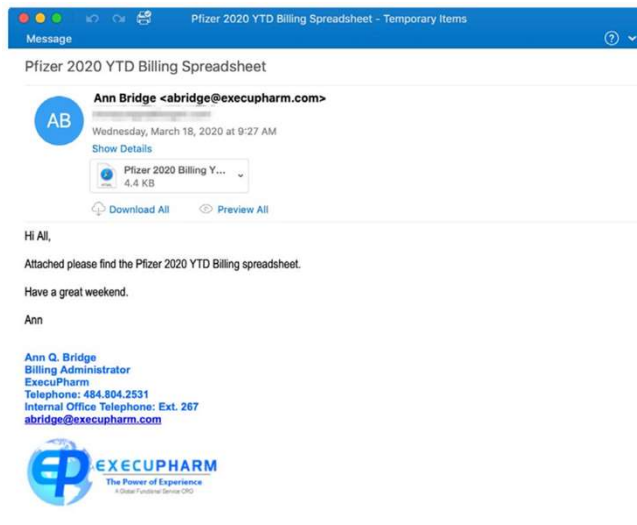 Pfizer 2020 YTD Billing Spreadsheet - Temporary Items
Message
Pfizer 2020 YTD Billing Spreadsheet
AB
Ann Bridge <abridge@execupharm.com>
Wednesday, March 18, 2020 at 9:27 AM
Show Details
Pfizer 2020 Billing Y...
4.4 KB
Download All Preview All
Hi All,
Attached please find the Pfizer 2020 YTD Billing spreadsheet.
Have a great weekend.
Ann
Ann Q. Bridge
Billing Administrator
ExecuPharm
Telephone: 484.804.2531
Internal Office Telephone: Ext. 267
abridge@execupharm.com
EP EXECUPHARM
The Power of Experience
A Global Functional Service CRO